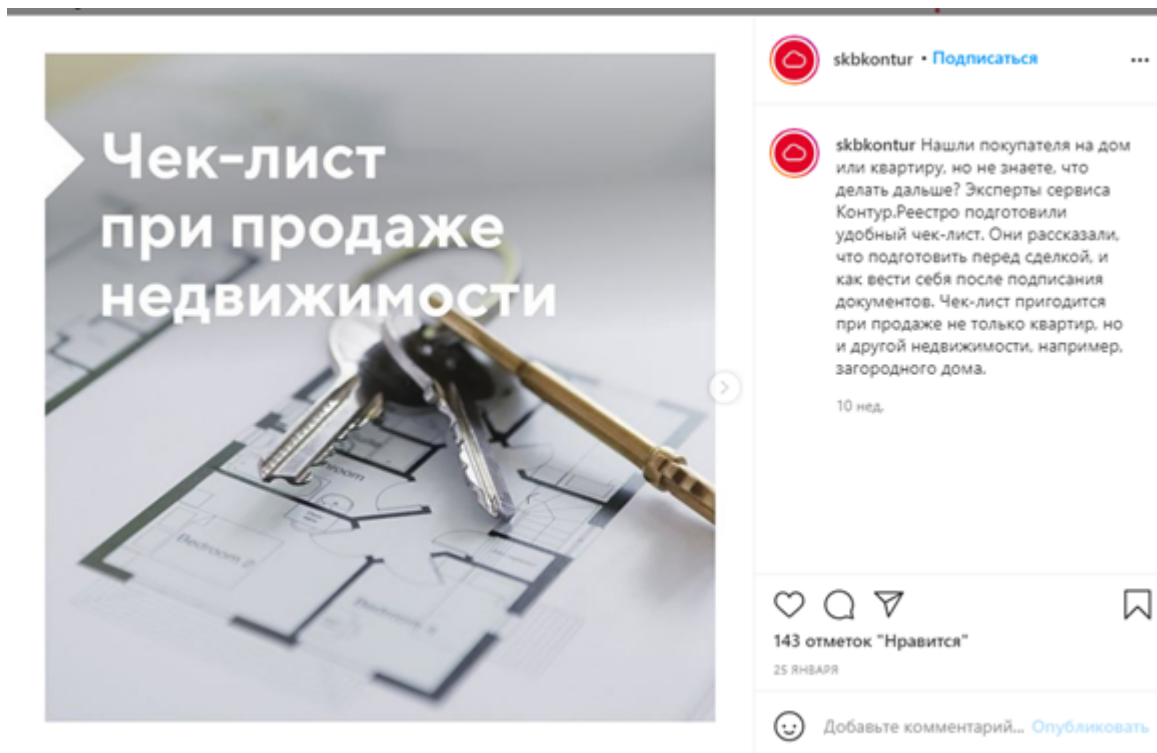 Чек-лист
при продаже
недвижимости
Bedroom 2
skbkontur • Подписаться
skbkontur Нашли покупателя на дом
или квартиру, но не знаете, что
делать дальше? Эксперты сервиса
Контур.Реестро подготовили
удобный чек-лист. Они рассказали,
что подготовить перед сделкой, и
как вести себя после подписания
документов. Чек-лист пригодится
при продаже не только квартир, но
и другой недвижимости, например,
загородного дома.
10 нед.
143 отметок "Нравится"
25 ЯНВАРЯ
Добавьте комментарий... Опубликовать